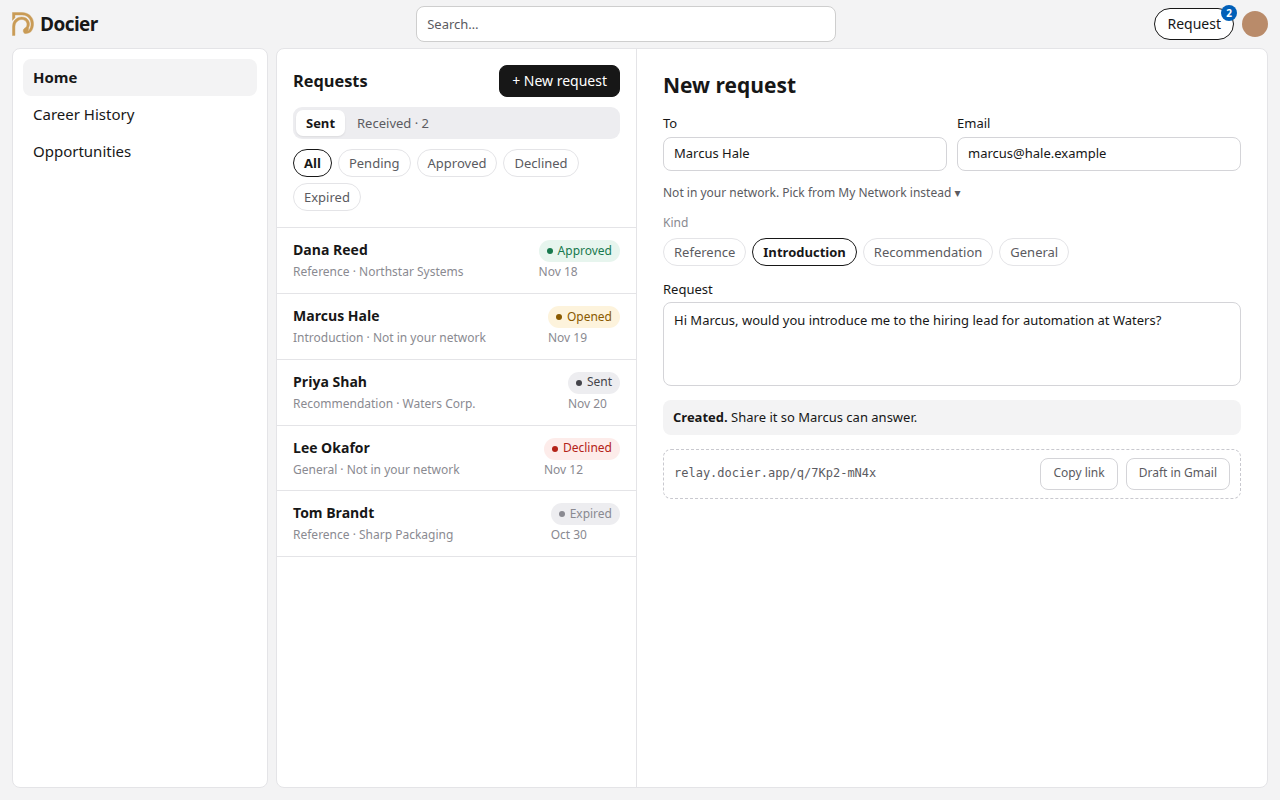 Docier
Search...
Request
2
Home
Career History
Opportunities
Requests
+ New request
Sent
Received · 2
All
Pending
Approved
Declined
Expired
Dana Reed
Approved
Reference · Northstar Systems
Nov 18
Marcus Hale
Opened
Introduction · Not in your network
Nov 19
Priya Shah
Sent
Recommendation · Waters Corp.
Nov 20
Lee Okafor
Declined
General · Not in your network
Nov 12
Tom Brandt
Expired
Reference · Sharp Packaging
Oct 30
New request
To
Email
Marcus Hale
marcus@hale.example
Not in your network. Pick from My Network instead ▾
Kind
Reference
Introduction
Recommendation
General
Request
Hi Marcus, would you introduce me to the hiring lead for automation at Waters?
Created. Share it so Marcus can answer.
relay.docier.app/q/7Kp2-mN4x
Copy link
Draft in Gmail